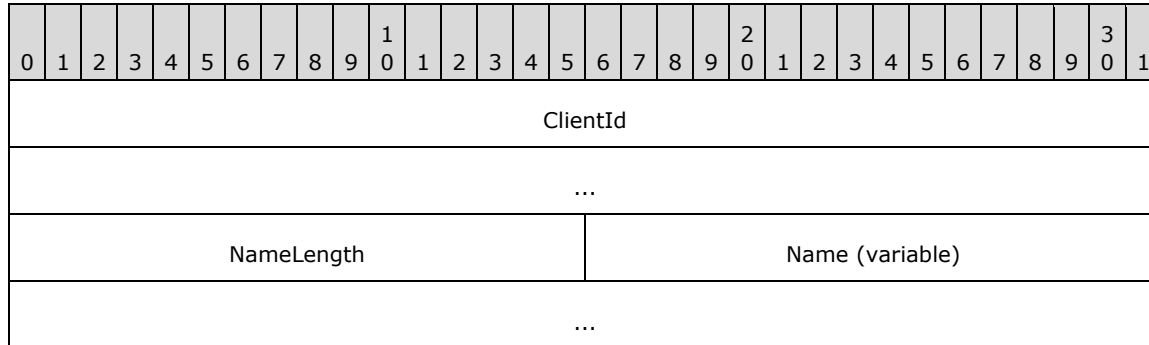 1 2 3
0 1 2 3 4 5 6 7 8 9 0 1 2 3 4 5 6 7 8 9 0 1 2 3 4 5 6 7 8 9 0 1
ClientId
...
NameLength Name (variable)
...